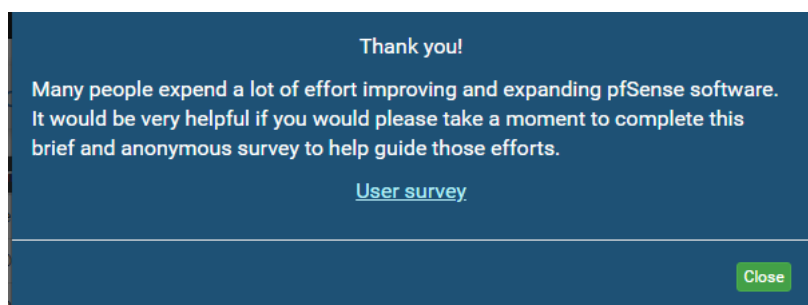 Thank you!
Many people expend a lot of effort improving and expanding pfSense software.
It would be very helpful if you would please take a moment to complete this
brief and anonymous survey to help guide those efforts.
User survey
Close